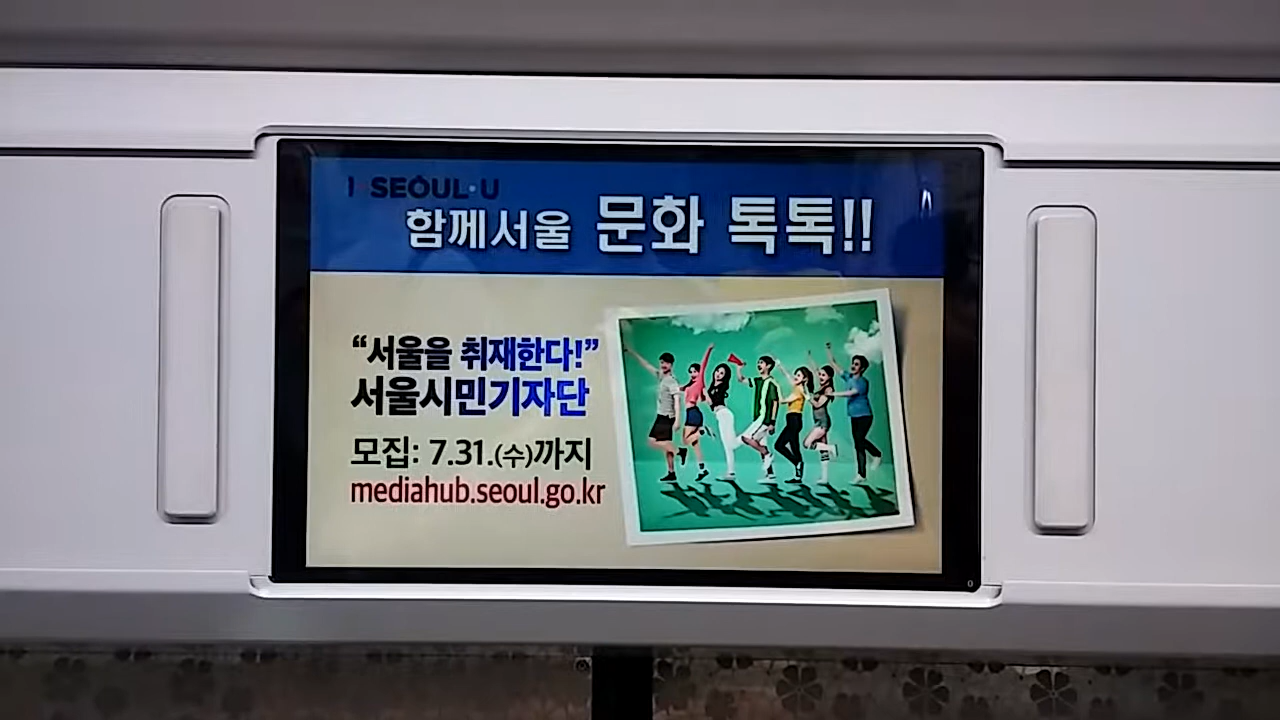 I SEOUL·U
함께서울 문화 톡톡!!
“서울을 취재한다!”
서울시민기자단
모집: 7.31.(수)까지
mediahub.seoul.go.kr